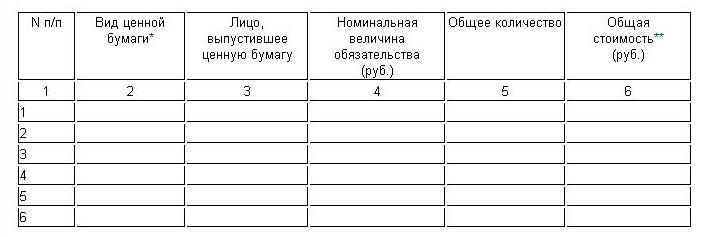 N п/п
Вид ценной
бумаги*
Лицо,
выпустившее
ценную бумагу
Номинальная
величина
обязательства
(руб.)
Общее количество
Общая
стоимость**
(руб.)
1 2 3 4 5 6
1
2
3
4
5
6